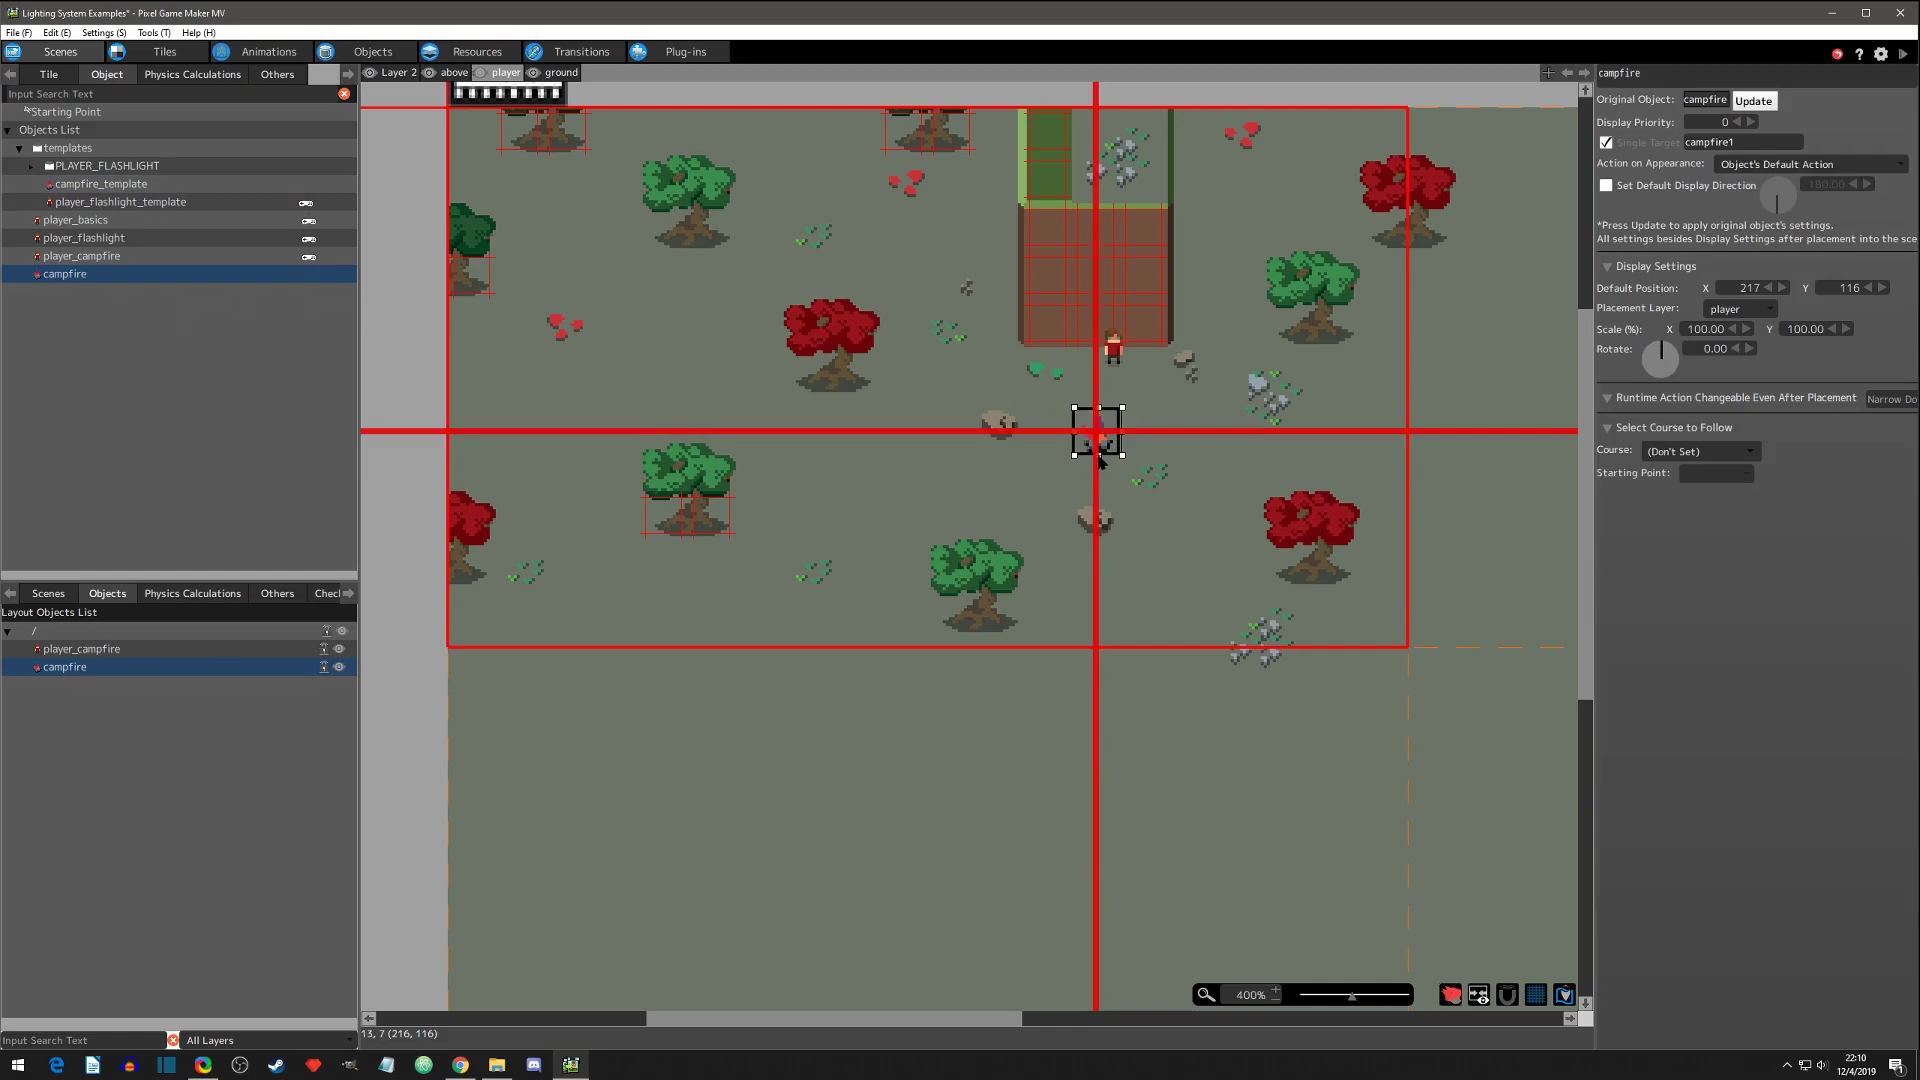 Lighting System Examples* - Pixel Game Maker MV
File (F) Edit (E) Settings (S) Tools (T) Help (H)
Scenes Tiles Animations Objects Resources Transitions Plug-ins ?
Tile Object Physics Calculations Others
Layer 2 above player ground
campfire
Input Search Text
Starting Point
Objects List
templates
PLAYER_FLASHLIGHT
campfire_template
player_flashlight_template
player_basics
player_flashlight
player_campfire
campfire
Original Object: campfire Update
Display Priority: 0
Single Target campfire1
Action on Appearance: Object's Default Action
Set Default Display Direction 180.00
*Press Update to apply original object's settings.
All settings besides Display Settings after placement into the sce
Display Settings
Default Position: X 217 Y 116
Placement Layer: player
Scale (%): X 100.00 Y 100.00
Rotate: 0.00
Runtime Action Changeable Even After Placement Narrow Do
Select Course to Follow
Course: (Don't Set)
Starting Point:
Scenes Objects Physics Calculations Others Checl
Layout Objects List
/
player_campfire
campfire
400%
13, 7 (216, 116)
Input Search Text All Layers
22:10
12/4/2019